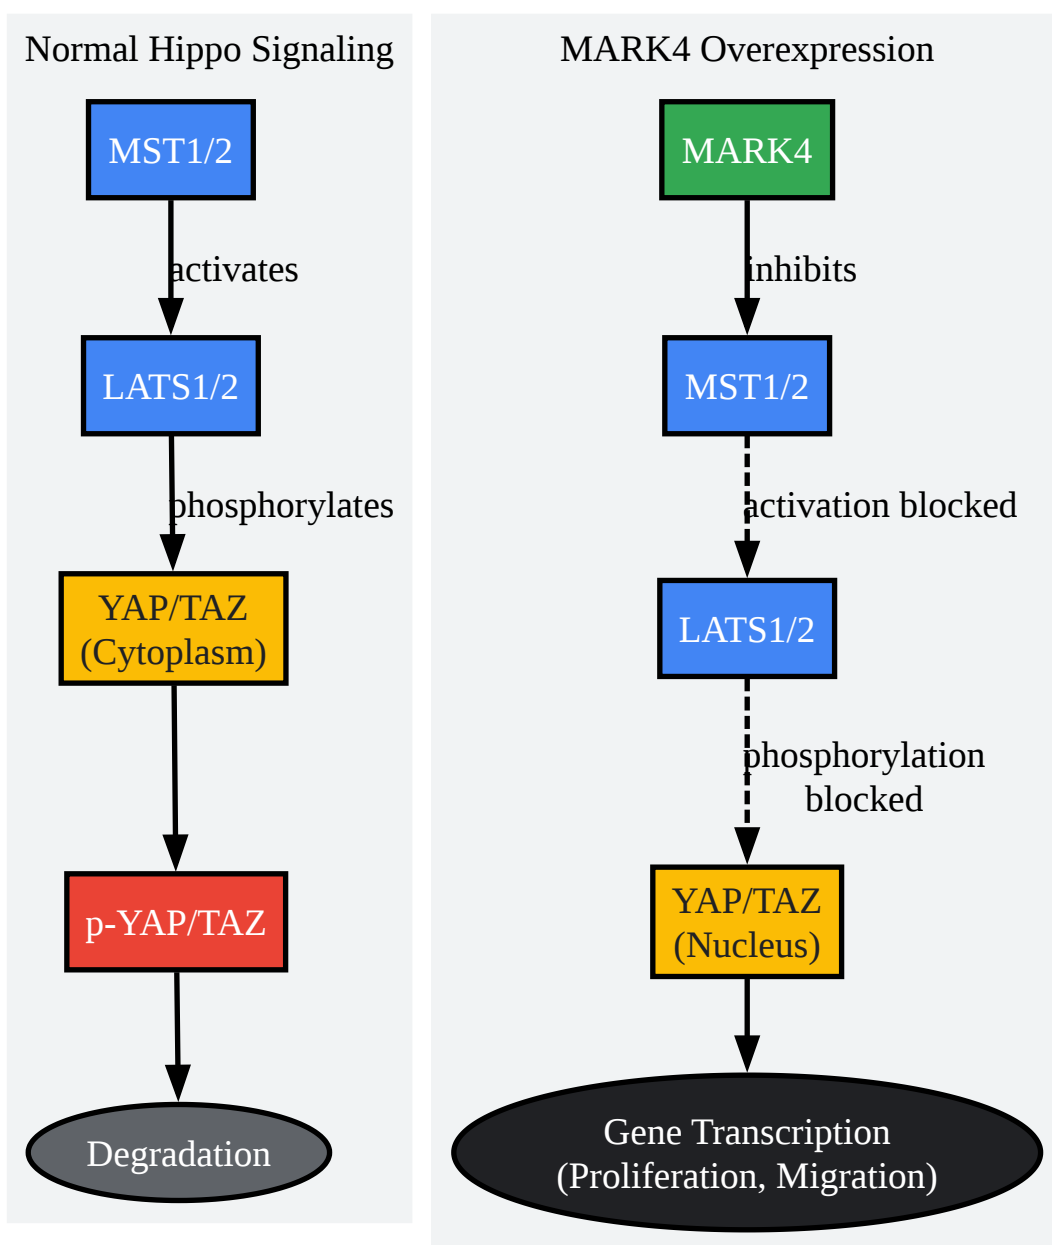 Normal Hippo Signaling
MST1/2
activates
LATS1/2
phosphorylates
YAP/TAZ
(Cytoplasm)
p-YAP/TAZ
Degradation
MARK4 Overexpression
MARK4
inhibits
MST1/2
activation blocked
LATS1/2
phosphorylation
blocked
YAP/TAZ
(Nucleus)
Gene Transcription
(Proliferation, Migration)